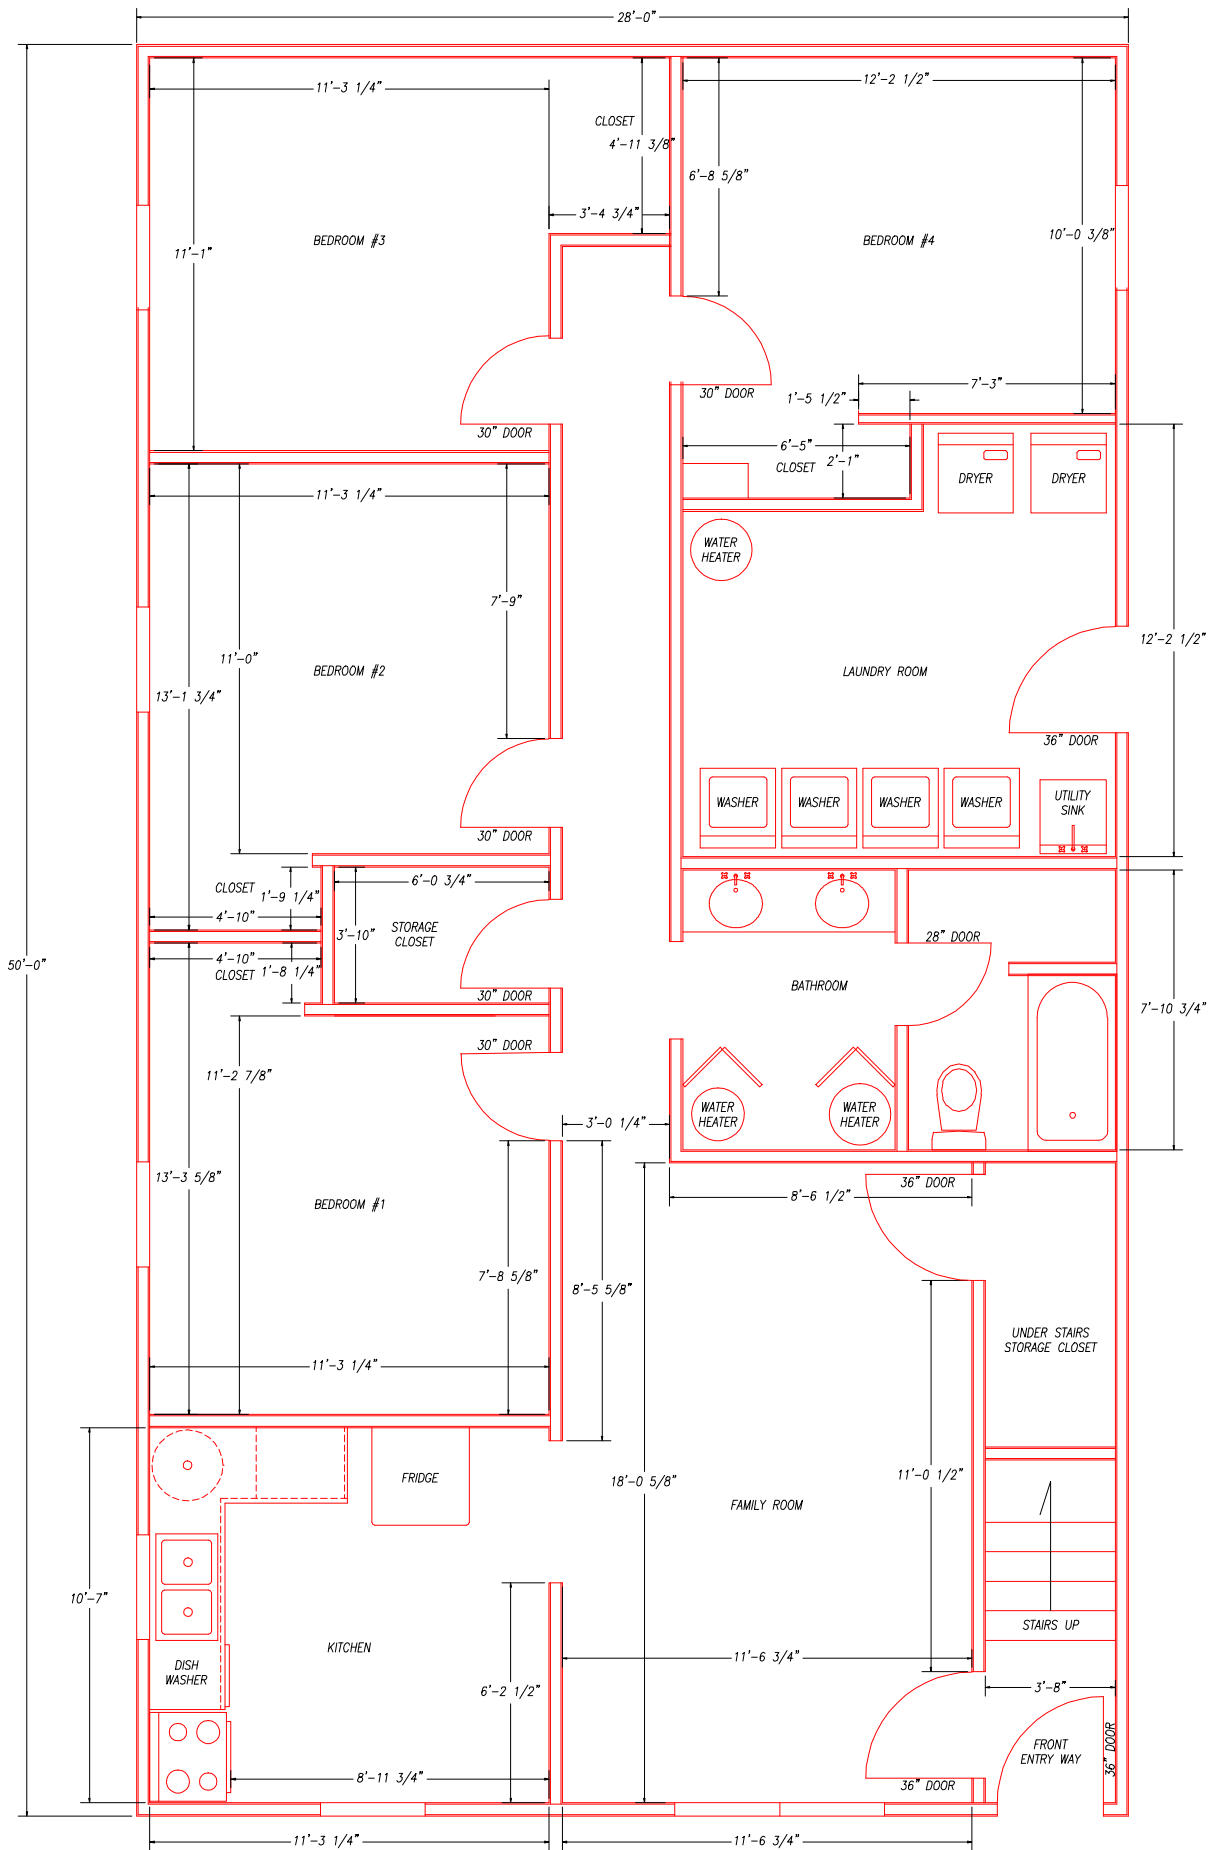 28'-0"
11'-3 1/4"
12'-2 1/2"
CLOSET
4'-11 3/8"
6'-8 5/8"
3'-4 3/4"
BEDROOM #3
BEDROOM #4
10'-0 3/8"
11'-1"
7'-3"
30" DOOR
1'-5 1/2"
30" DOOR
6'-5"
2'-1"
CLOSET
DRYER
DRYER
11'-3 1/4"
WATER
HEATER
7'-9"
12'-2 1/2"
11'-0"
BEDROOM #2
LAUNDRY ROOM
13'-1 3/4"
36" DOOR
WASHER
WASHER
WASHER
WASHER
UTILITY
SINK
30" DOOR
6'-0 3/4"
CLOSET
1'-9 1/4"
4'-10"
STORAGE
CLOSET
3'-10"
28" DOOR
4'-10"
CLOSET
1'-8 1/4"
50'-0"
BATHROOM
30" DOOR
7'-10 3/4"
30" DOOR
11'-2 7/8"
WATER
HEATER
WATER
HEATER
3'-0 1/4"
13'-3 5/8"
36" DOOR
8'-6 1/2"
BEDROOM #1
7'-8 5/8"
8'-5 5/8"
UNDER STAIRS
STORAGE CLOSET
11'-3 1/4"
FRIDGE
18'-0 5/8"
11'-0 1/2"
FAMILY ROOM
10'-7"
STAIRS UP
KITCHEN
11'-6 3/4"
DISH
WASHER
6'-2 1/2"
3'-8"
FRONT
ENTRY WAY
36" DOOR
8'-11 3/4"
36" DOOR
11'-3 1/4"
11'-6 3/4"